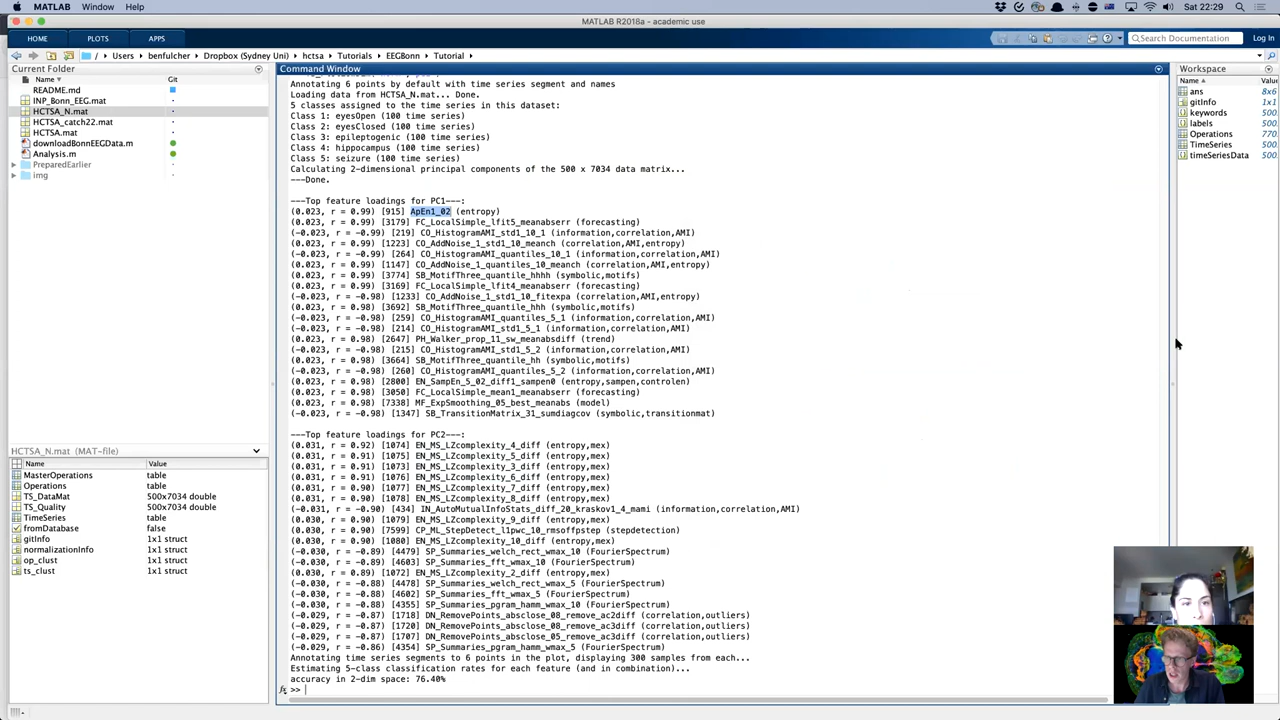 MATLAB Window Help
Sat 22:29
MATLAB R2018a - academic use
HOME PLOTS APPS
Search Documentation
Log In
/ Users benfulcher Dropbox (Sydney Uni) hctsa Tutorials EEGBonn Tutorial
Current Folder
Name Git
README.md
INP_Bonn_EEG.mat
HCTSA_N.mat
HCTSA_catch22.mat
HCTSA.mat
downloadBonnEEGData.m
Analysis.m
PreparedEarlier
img
HCTSA_N.mat (MAT-file)
Name Value
MasterOperations table
Operations table
TS_DataMat 500x7034 double
TS_Quality 500x7034 double
TimeSeries table
fromDatabase false
gitInfo 1x1 struct
normalizationInfo 1x1 struct
op_clust 1x1 struct
ts_clust 1x1 struct
Command Window
Annotating 6 points by default with time series segment and names
Loading data from HCTSA_N.mat... Done.
5 classes assigned to the time series in this dataset:
Class 1: eyesOpen (100 time series)
Class 2: eyesClosed (100 time series)
Class 3: epileptogenic (100 time series)
Class 4: hippocampus (100 time series)
Class 5: seizure (100 time series)
Calculating 2-dimensional principal components of the 500 x 7034 data matrix...
---Done.
---Top feature loadings for PC1---:
(0.023, r = 0.99) [915] ApEn1_02 (entropy)
(0.023, r = 0.99) [3179] FC_LocalSimple_lfit5_meanabserr (forecasting)
(-0.023, r = 0.99) [219] CO_HistogramAMI_std1_10_1 (information,correlation,AMI)
(0.023, r = 0.99) [1223] CO_AddNoise_1_std1_10_meanch (correlation,AMI,entropy)
(-0.023, r = 0.99) [264] CO_HistogramAMI_quantiles_10_1 (information,correlation,AMI)
(0.023, r = 0.99) [1147] CO_AddNoise_1_quantiles_10_meanch (correlation,AMI,entropy)
(0.023, r = 0.99) [3774] SB_MotifThree_quantile_hhhh (symbolic,motifs)
(0.023, r = 0.99) [3169] FC_LocalSimple_lfit4_meanabserr (forecasting)
(-0.023, r = -0.98) [1233] CO_AddNoise_1_std1_10_fitexpa (correlation,AMI,entropy)
(0.023, r = 0.98) [3692] SB_MotifThree_quantile_hhh (symbolic,motifs)
(-0.023, r = -0.98) [259] CO_HistogramAMI_quantiles_5_1 (information,correlation,AMI)
(-0.023, r = -0.98) [214] CO_HistogramAMI_std1_5_1 (information,correlation,AMI)
(0.023, r = 0.98) [2647] PH_Walker_prop_11_sw_meanabsdiff (trend)
(-0.023, r = -0.98) [215] CO_HistogramAMI_std1_5_2 (information,correlation,AMI)
(0.023, r = 0.98) [3664] SB_MotifThree_quantile_hh (symbolic,motifs)
(-0.023, r = -0.98) [260] CO_HistogramAMI_quantiles_5_2 (information,correlation,AMI)
(0.023, r = 0.98) [2800] EN_SampEn_5_02_diff1_sampen0 (entropy,sampen,controlen)
(0.023, r = 0.98) [3050] FC_LocalSimple_mean1_meanabserr (forecasting)
(0.023, r = 0.98) [7338] MF_ExpSmoothing_05_best_meanabs (model)
(-0.023, r = -0.98) [1347] SB_TransitionMatrix_31_sumdiagcov (symbolic,transitionmat)
---Top feature loadings for PC2---:
(0.031, r = 0.92) [1074] EN_MS_LZcomplexity_4_diff (entropy,mex)
(0.031, r = 0.91) [1075] EN_MS_LZcomplexity_5_diff (entropy,mex)
(0.031, r = 0.91) [1073] EN_MS_LZcomplexity_3_diff (entropy,mex)
(0.031, r = 0.91) [1076] EN_MS_LZcomplexity_6_diff (entropy,mex)
(0.031, r = 0.90) [1077] EN_MS_LZcomplexity_7_diff (entropy,mex)
(0.031, r = 0.90) [1078] EN_MS_LZcomplexity_8_diff (entropy,mex)
(-0.031, r = -0.90) [434] IN_AutoMutualInfoStats_diff_20_kraskov1_4_mami (information,correlation,AMI)
(0.030, r = 0.90) [1079] EN_MS_LZcomplexity_9_diff (entropy,mex)
(0.030, r = 0.90) [7599] CP_ML_StepDetect_l1pwc_10_rmsoffpstep (stepdetection)
(0.030, r = 0.90) [1080] EN_MS_LZcomplexity_10_diff (entropy,mex)
(-0.030, r = -0.89) [4479] SP_Summaries_welch_rect_wmax_10 (FourierSpectrum)
(-0.030, r = -0.89) [4603] SP_Summaries_fft_wmax_10 (FourierSpectrum)
(0.030, r = 0.89) [1072] EN_MS_LZcomplexity_2_diff (entropy,mex)
(-0.030, r = -0.88) [4478] SP_Summaries_welch_rect_wmax_5 (FourierSpectrum)
(-0.030, r = -0.88) [4602] SP_Summaries_fft_wmax_5 (FourierSpectrum)
(-0.030, r = -0.88) [4355] SP_Summaries_pgram_hamm_wmax_10 (FourierSpectrum)
(-0.029, r = -0.87) [1718] DN_RemovePoints_absclose_08_remove_ac2diff (correlation,outliers)
(-0.029, r = -0.87) [1720] DN_RemovePoints_absclose_08_remove_ac3diff (correlation,outliers)
(-0.029, r = -0.87) [1707] DN_RemovePoints_absclose_05_remove_ac3diff (correlation,outliers)
(-0.029, r = -0.87) [4354] SP_Summaries_pgram_hamm_wmax_5 (FourierSpectrum)
Annotating time series segments to 6 points in the plot, displaying 300 samples from each...
Estimating 5-class classification rates for each feature (and in combination)...
accuracy in 2-dim space: 76.40%
fx >>
Workspace
Name Value
ans 8x6
gitInfo 1x1
keywords 500.
labels 500.
Operations 770
TimeSeries 500.
timeSeriesData 500.